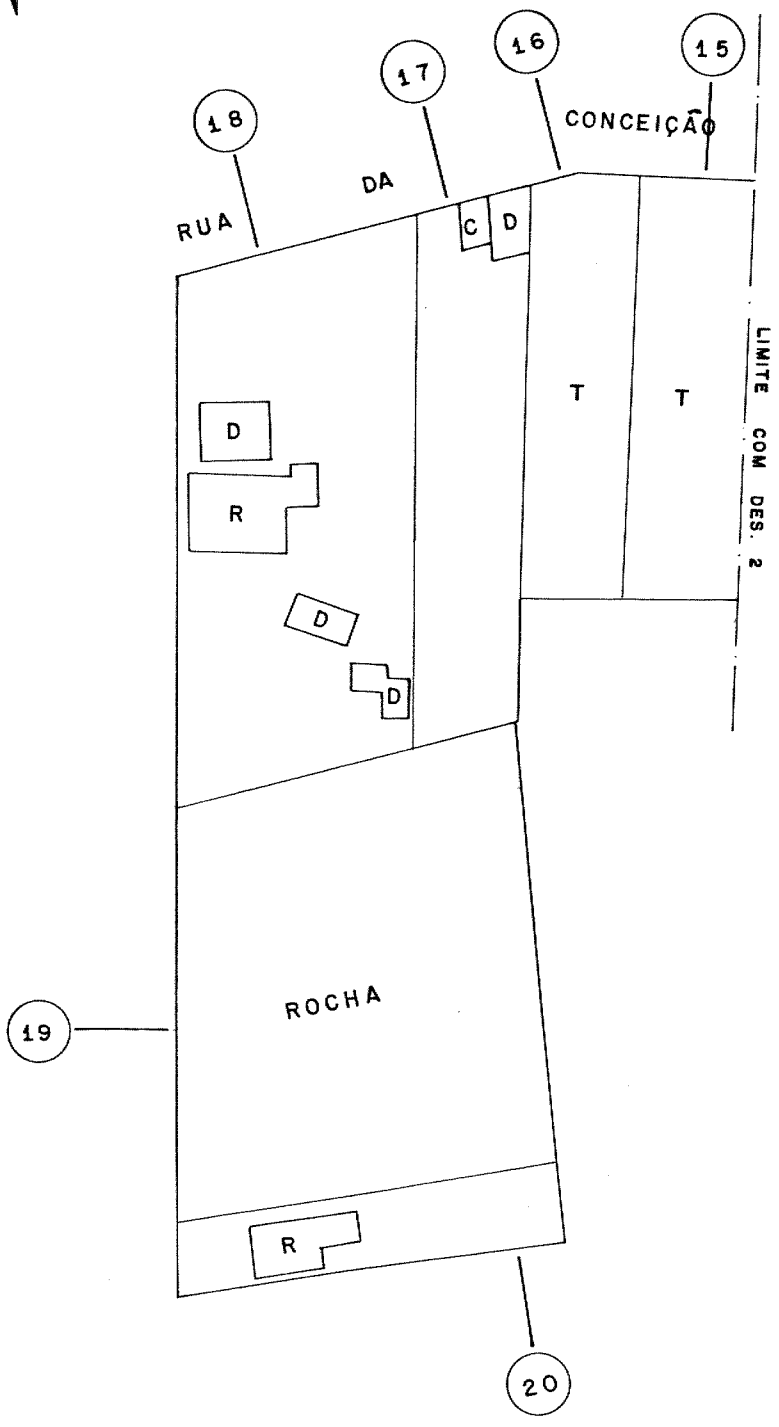 15
16
17
18
RUA DA CONCEIÇÃO
C
D
T
T
LIMITE COM DES. 2
D
R
D
D
ROCHA
19
R
20